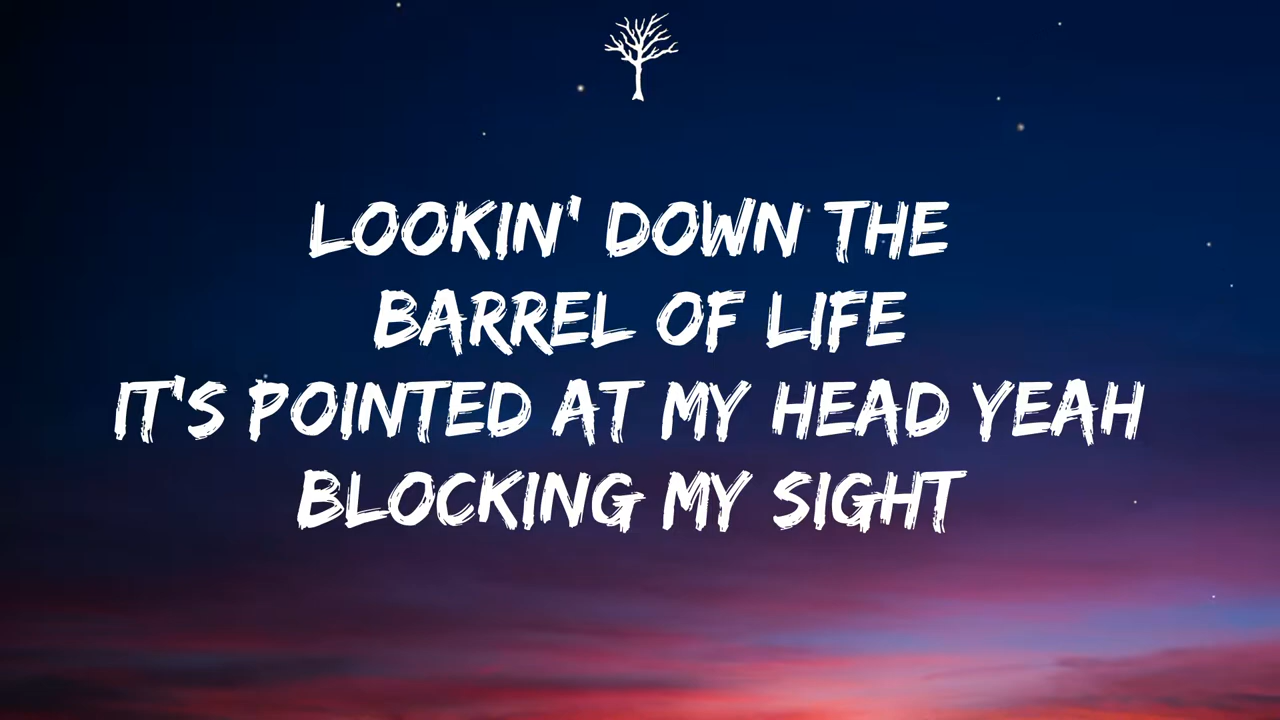 LOOKIN' DOWN THE
BARREL OF LIFE
IT'S POINTED AT MY HEAD YEAH
BLOCKING MY SIGHT